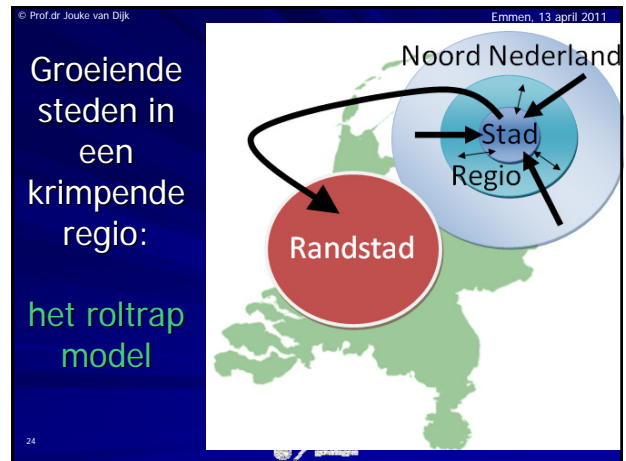 © Prof.dr Jouke van Dijk
Emmen, 13 april 2011
Groeiende
steden in
een
krimpende
regio:
het roltrap
model
Noord Nederland
Stad
Regio
Randstad
24